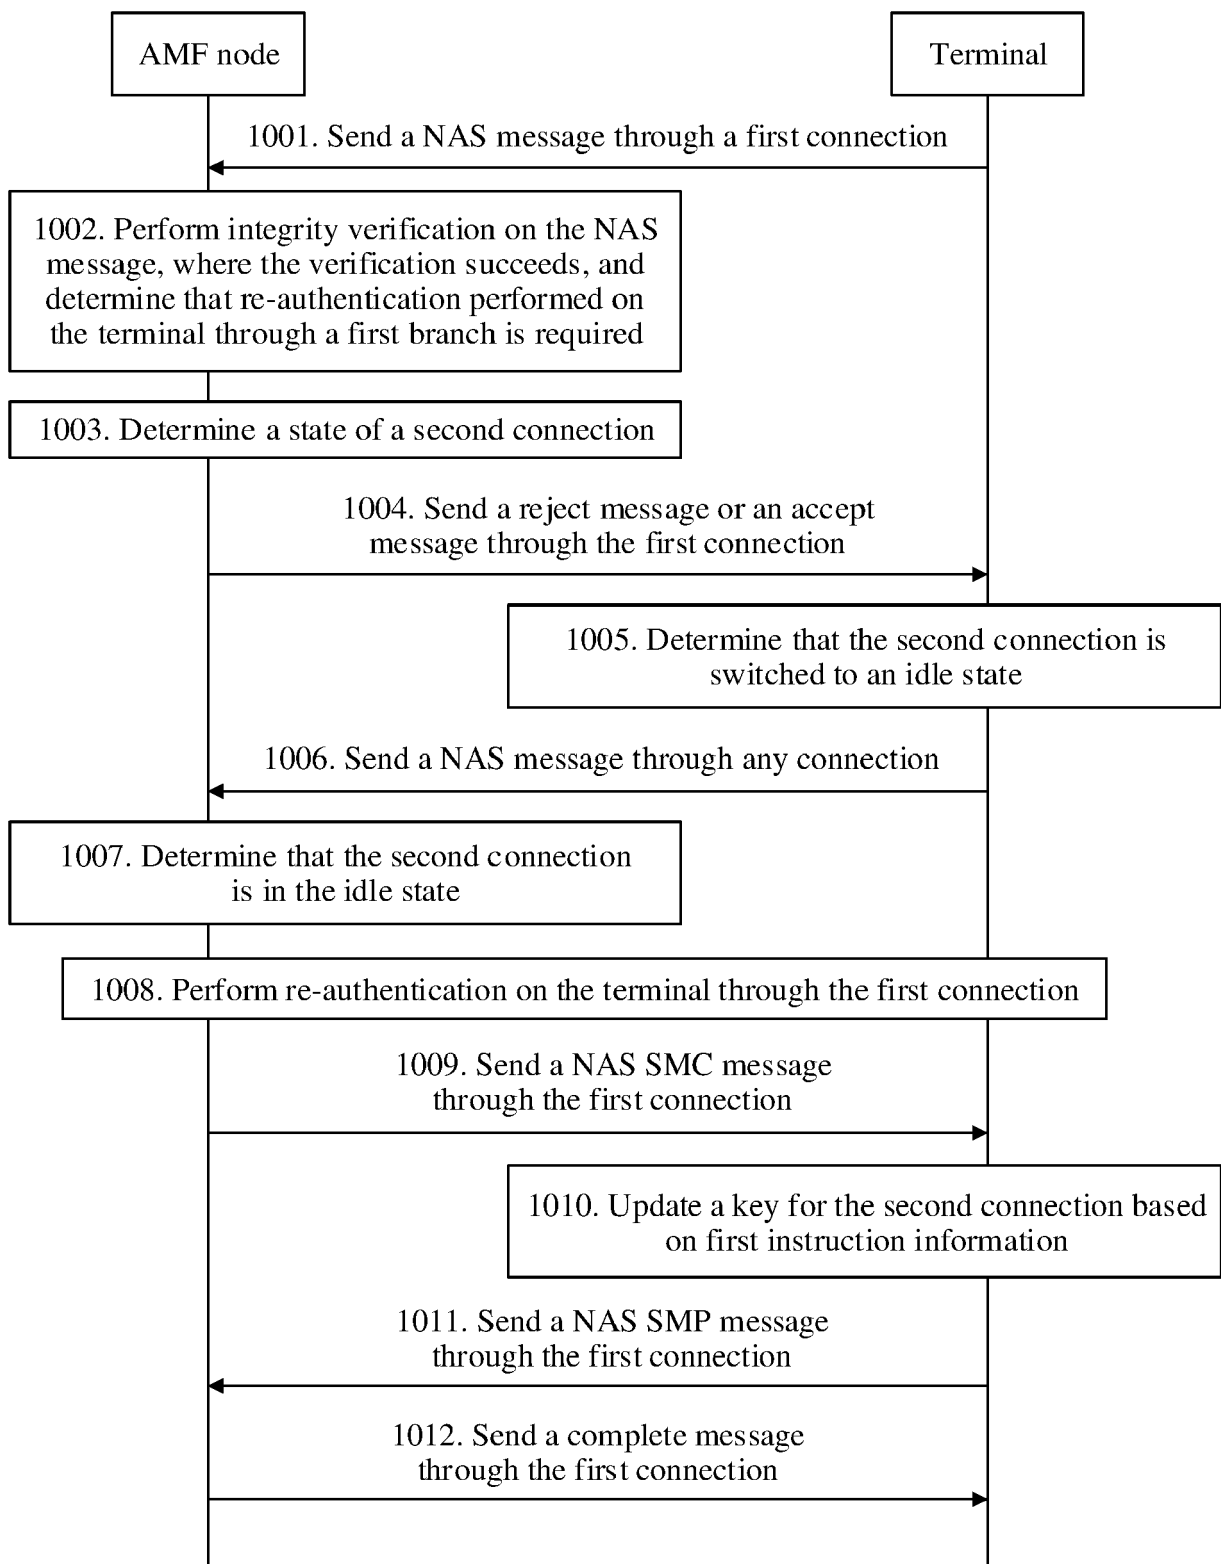 AMF node
Terminal
1001. Send a NAS message through a first connection
1002. Perform integrity verification on the NAS
message, where the verification succeeds, and
determine that re-authentication performed on
the terminal through a first branch is required
1003. Determine a state of a second connection
1004. Send a reject message or an accept
message through the first connection
1005. Determine that the second connection is
switched to an idle state
1006. Send a NAS message through any connection
1007. Determine that the second connection
is in the idle state
1008. Perform re-authentication on the terminal through the first connection
1009. Send a NAS SMC message
through the first connection
1010. Update a key for the second connection based
on first instruction information
1011. Send a NAS SMP message
through the first connection
1012. Send a complete message
through the first connection